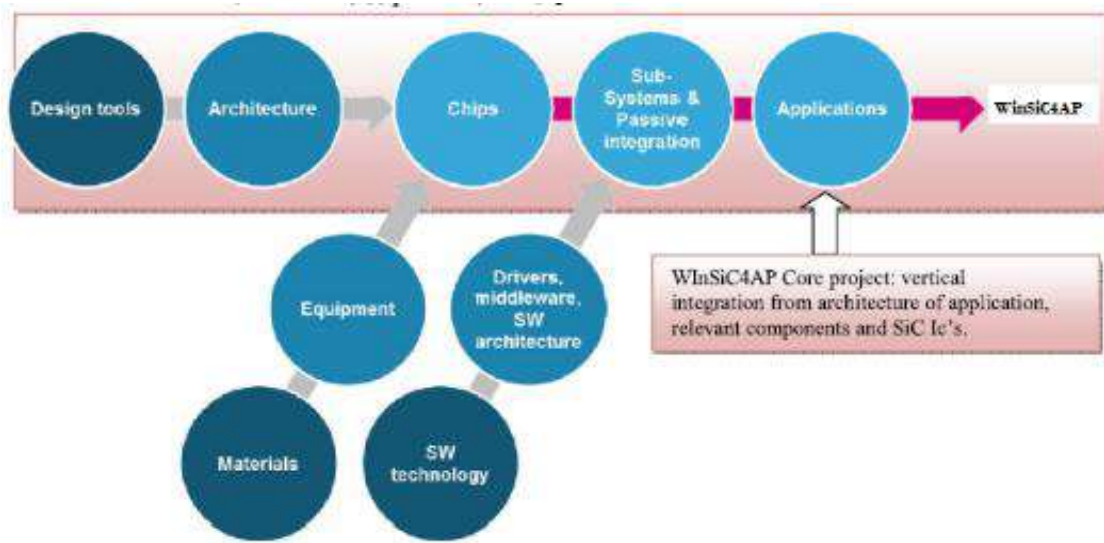 Design tools
Architecture
Chips
Sub-
Systems &
Passive
integration
Applications
WinSiC4AP
Equipment
Drivers,
middleware,
SW
architecture
WInSiC4AP Core project: vertical
integration from architecture of application,
relevant components and SiC Ic's.
Materials
SW
technology